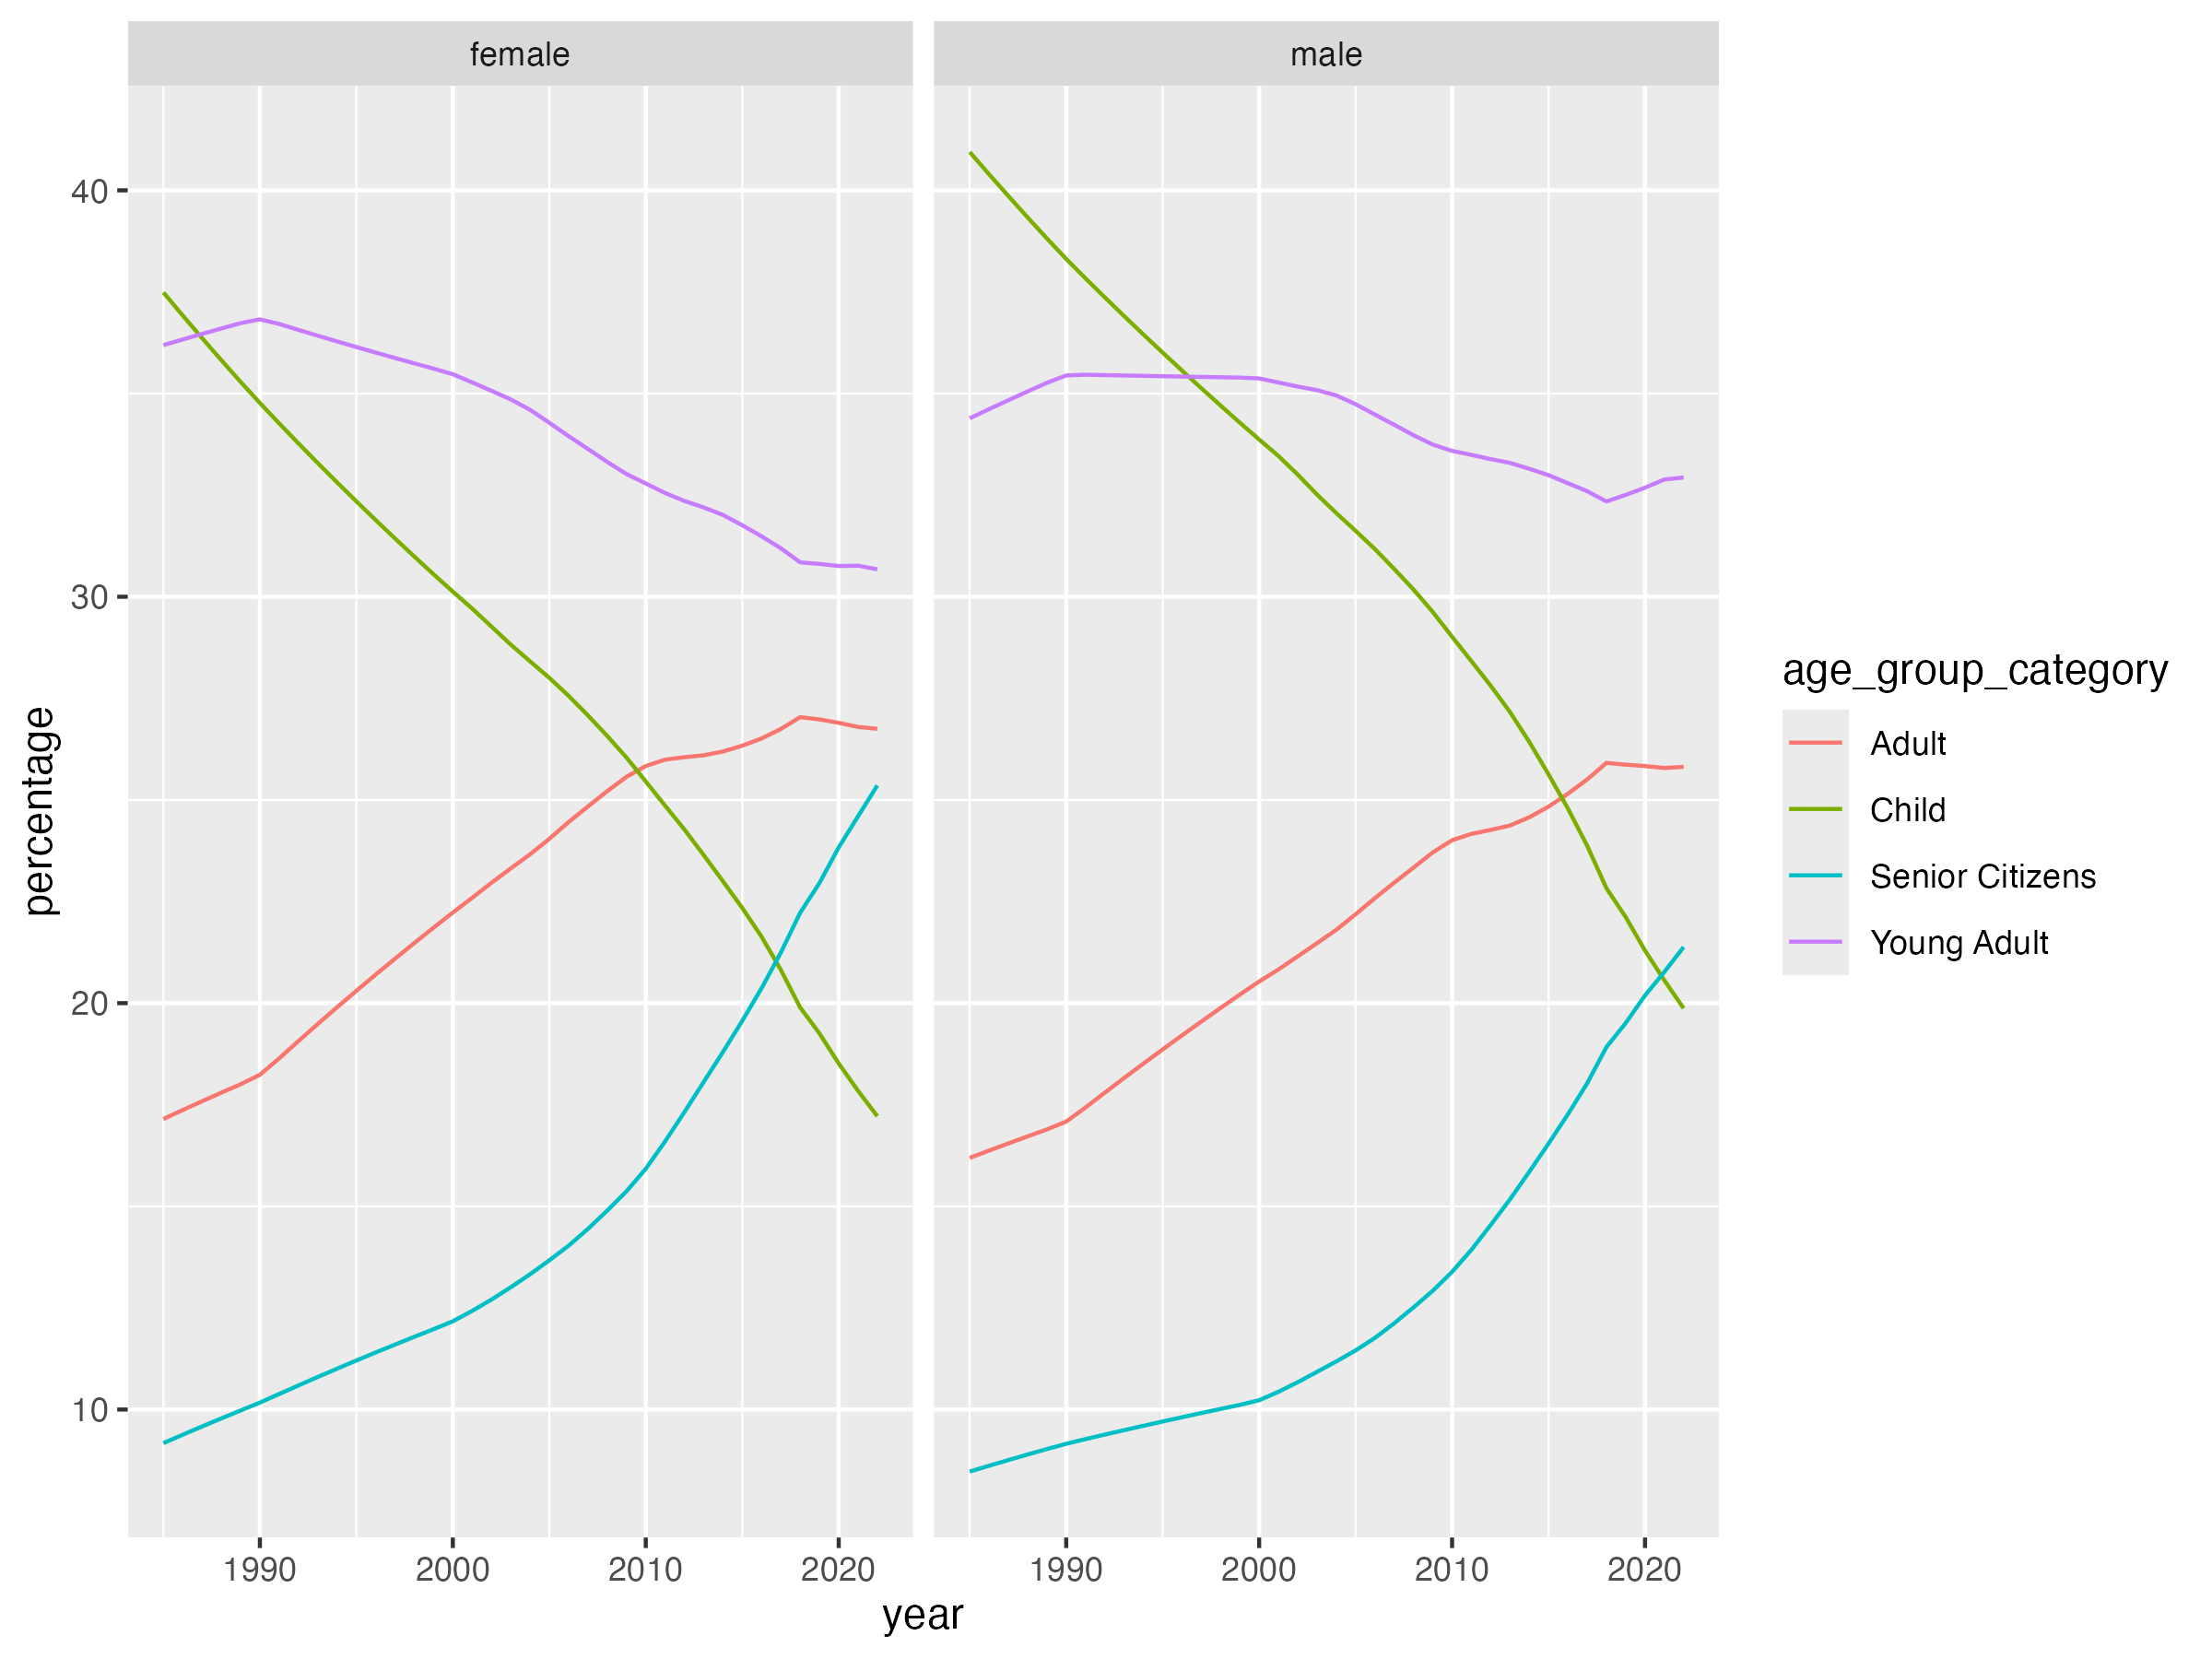 female
male
40
30
20
10
percentage
1990
2000
2010
2020
1990
2000
2010
2020
year
age_group_category
Adult
Child
Senior Citizens
Young Adult